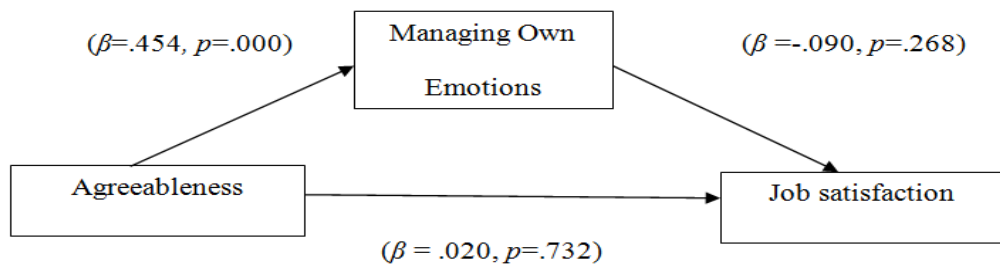 (β=.454, p=.000)
Managing Own
Emotions
(β =-.090, p=.268)
Agreeableness
Job satisfaction
(β = .020, p=.732)